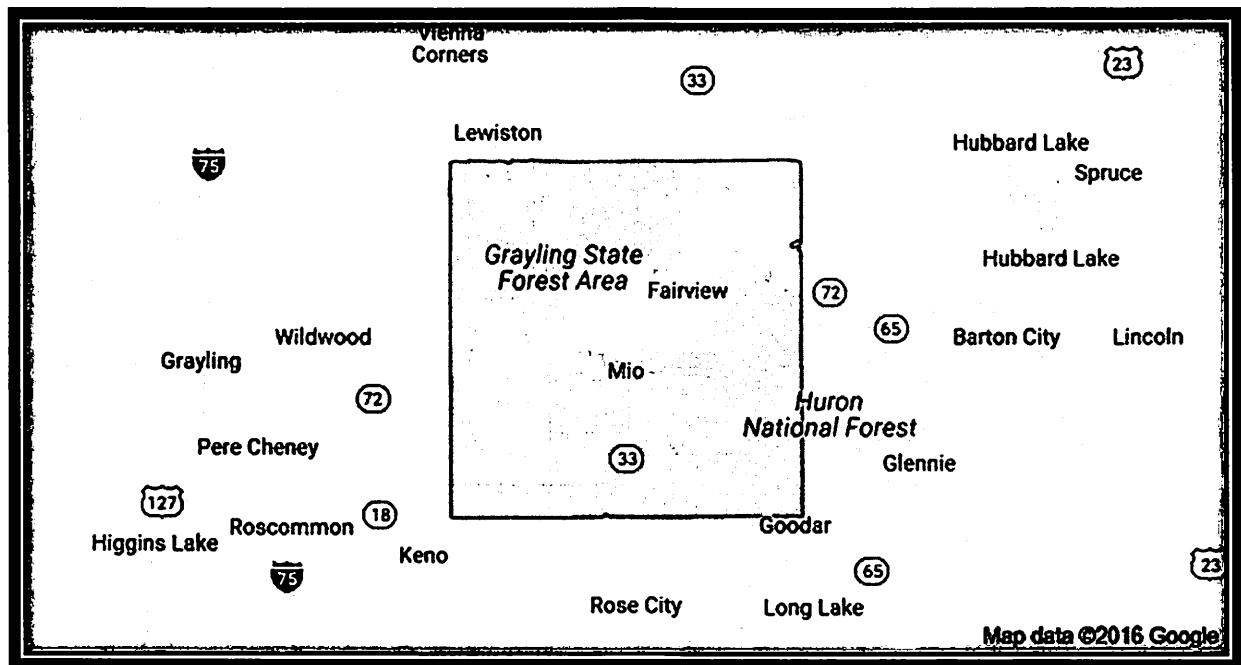 Vienna
Corners
33
23
Lewiston
Hubbard Lake
75
Spruce
Grayling State
Forest Area
Hubbard Lake
Fairview
72
65
Wildwood
Barton City
Lincoln
Grayling
Mio
72
Huron
National Forest
Pere Cheney
33
Glennie
127
18
Roscommon
Goodar
Higgins Lake
Keno
75
65
23
Rose City
Long Lake
Map data ©2016 Google